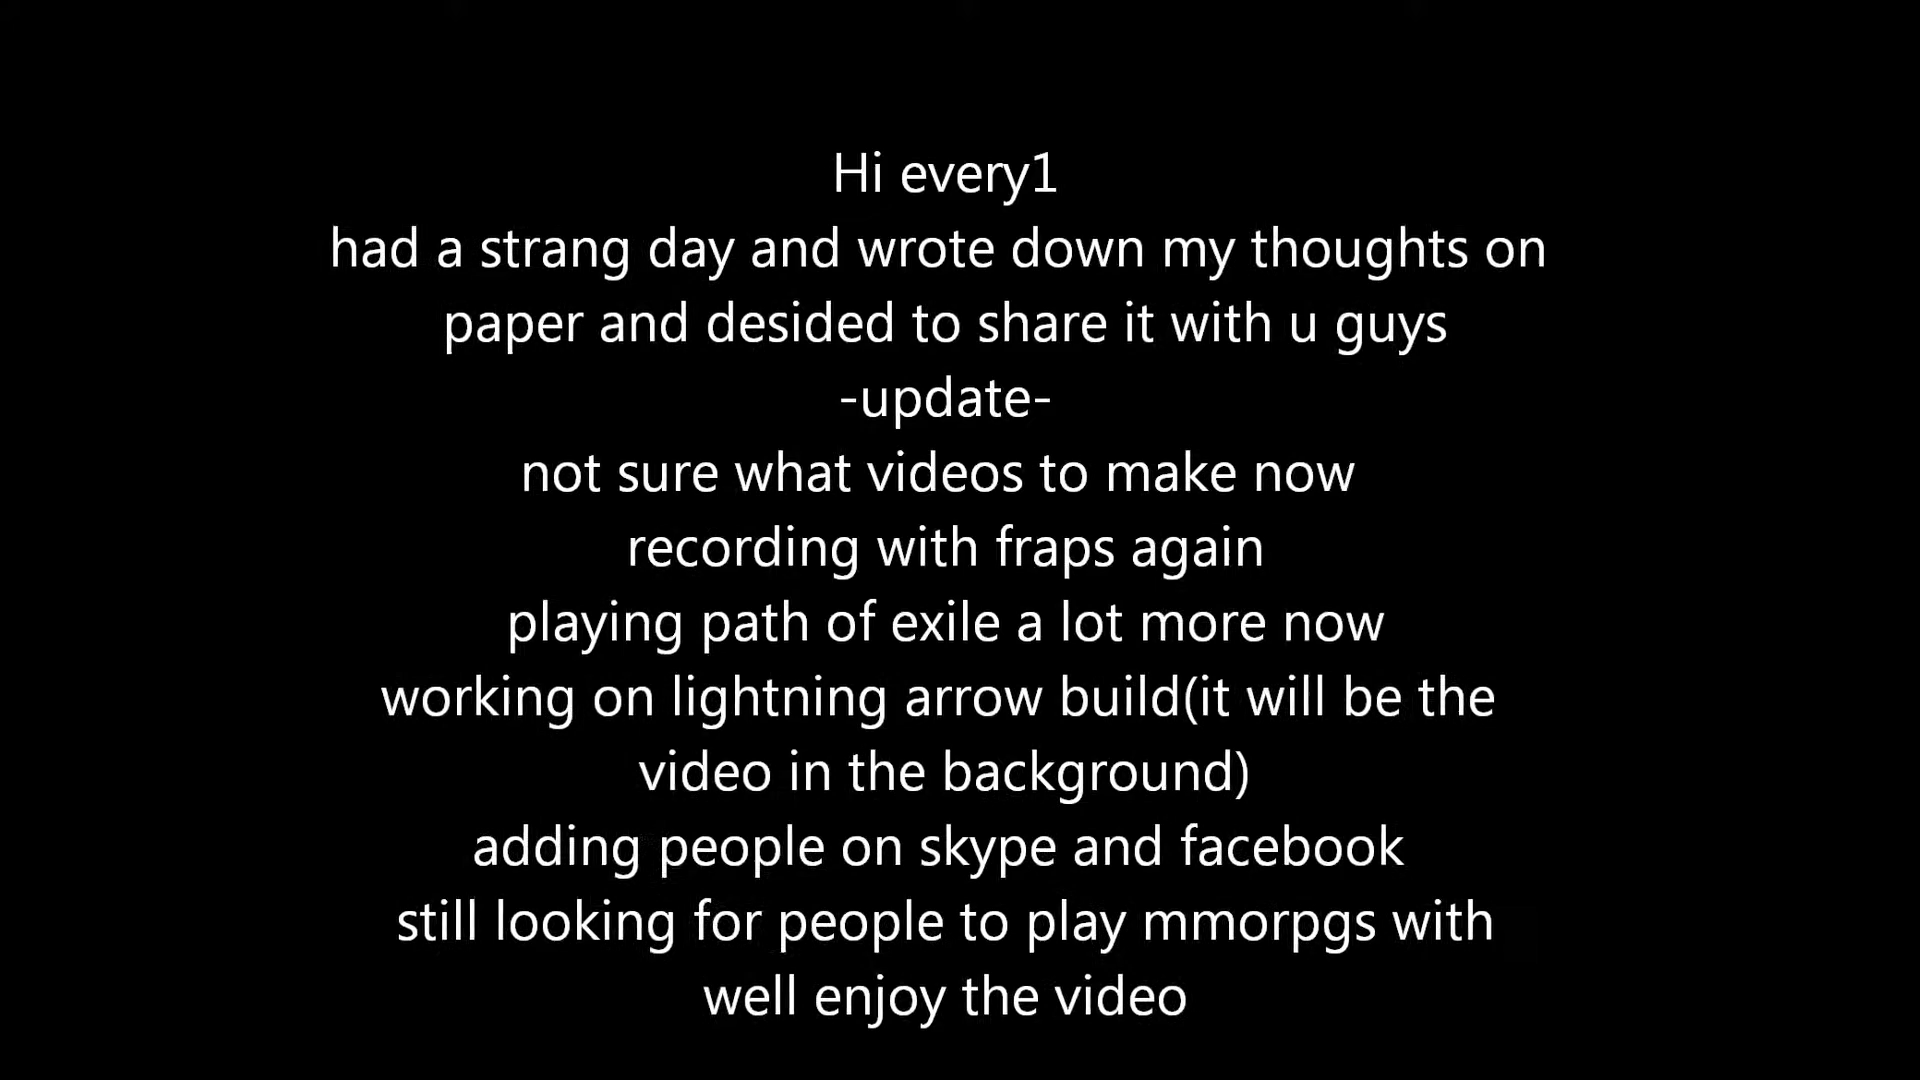 Hi every1
had a strang day and wrote down my thoughts on
paper and desided to share it with u guys
-update-
not sure what videos to make now
recording with fraps again
playing path of exile a lot more now
working on lightning arrow build(it will be the
video in the background)
adding people on skype and facebook
still looking for people to play mmorpgs with
well enjoy the video